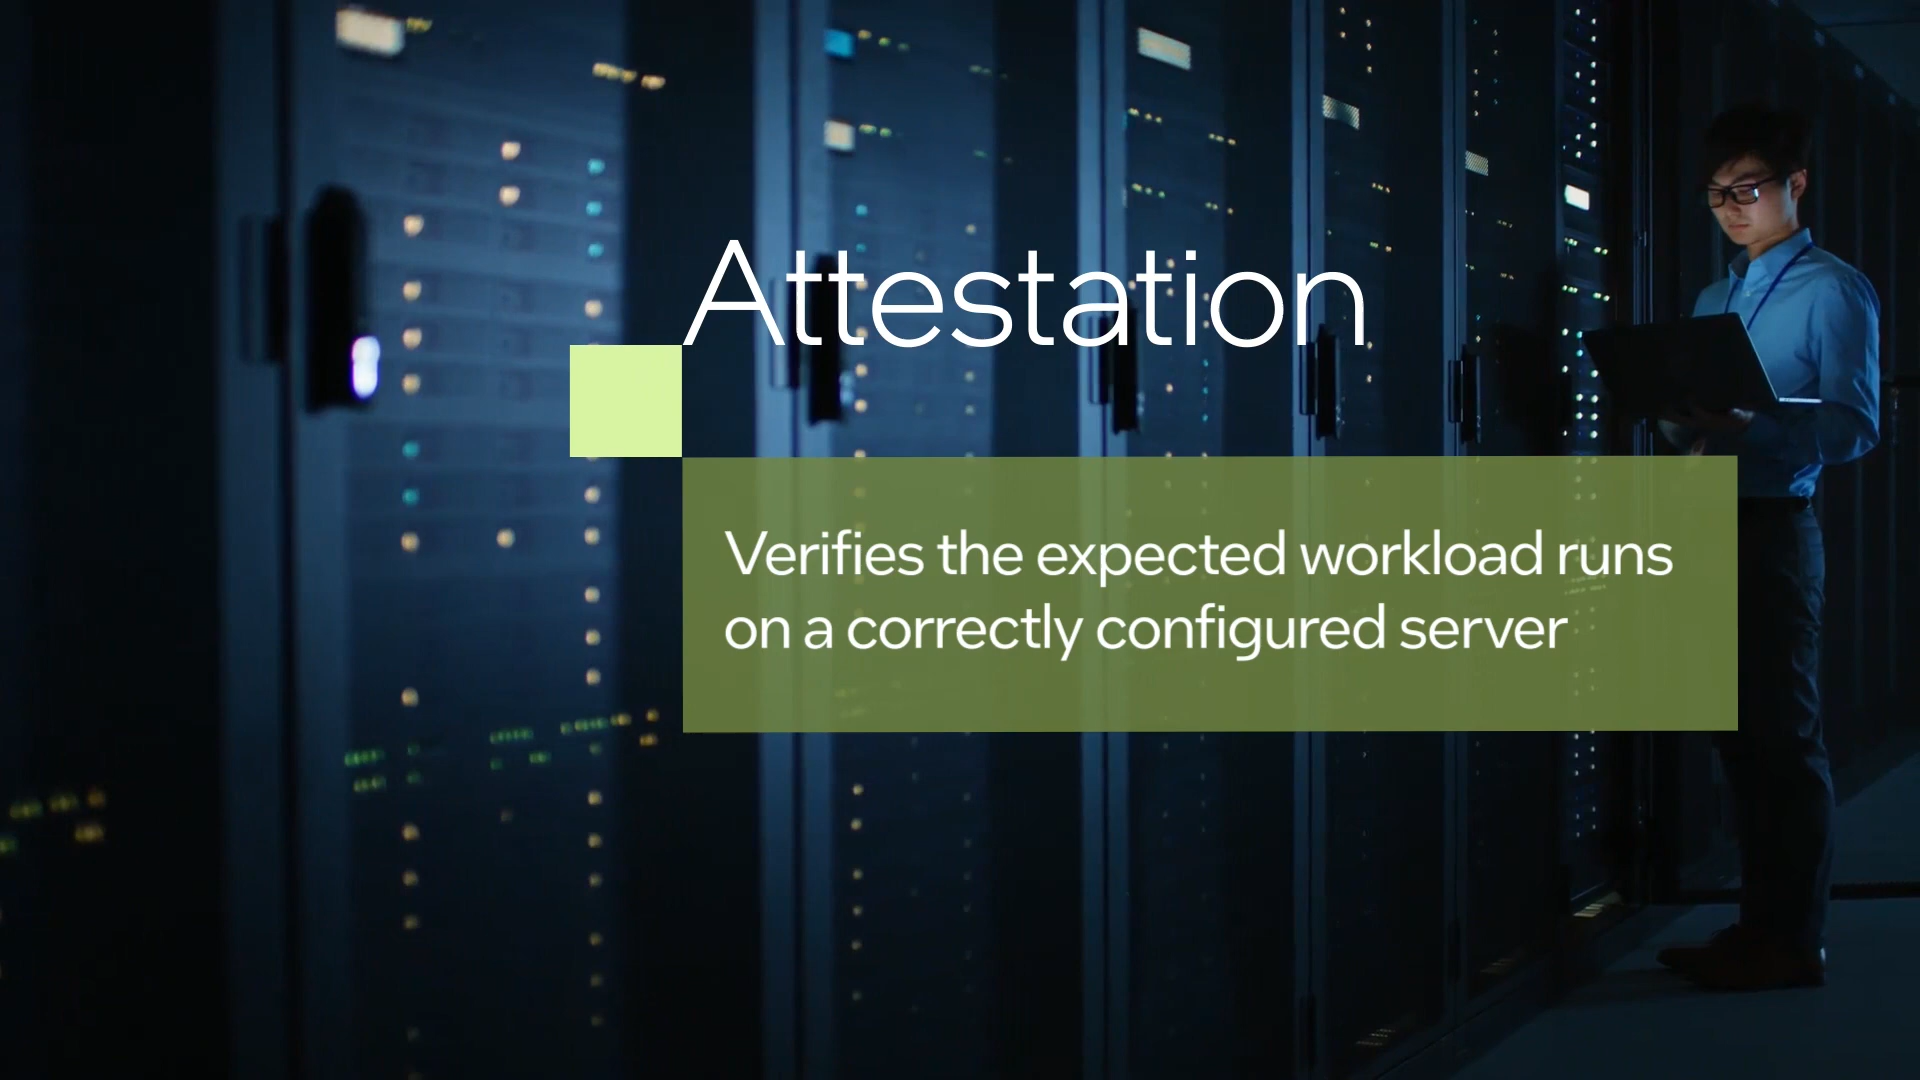 Attestation
Verifies the expected workload runs
on a correctly configured server